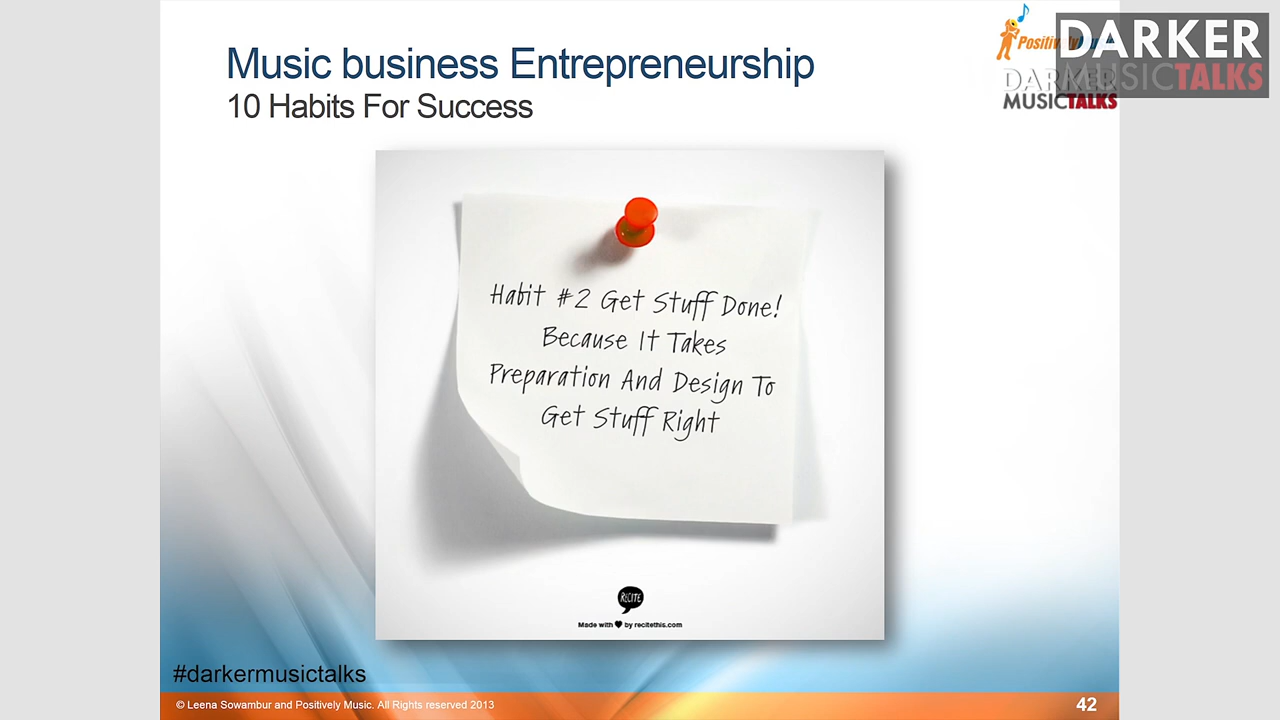 Music business Entrepreneurship
10 Habits For Success
DARKER
MUSICTALKS
DARKER
MUSICTALKS
Habit #2 Get Stuff Done!
Because It Takes
Preparation And Design To
Get Stuff Right
RECITE
Made with ♥ by recitethis.com
#darkermusictalks
© Leena Sowambur and Positively Music. All Rights reserved 2013
42